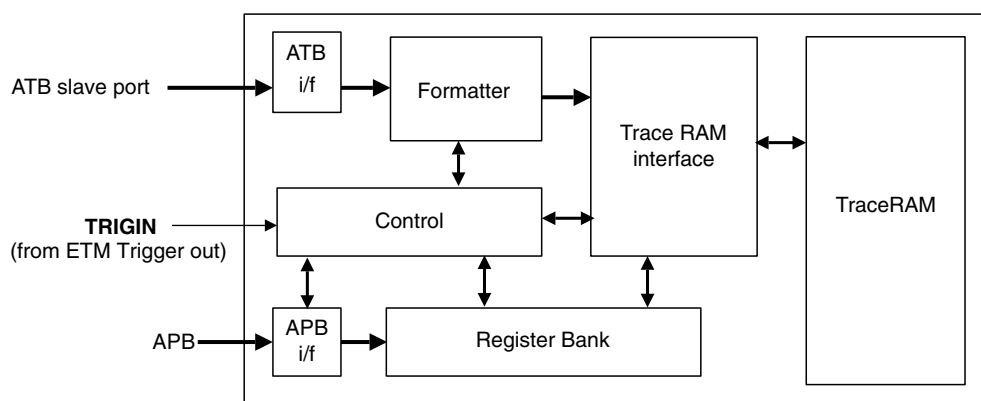 ATB
i/f
ATB slave port
Formatter
Trace RAM
interface
TraceRAM
Control
TRIGIN
(from ETM Trigger out)
APB
APB
i/f
Register Bank